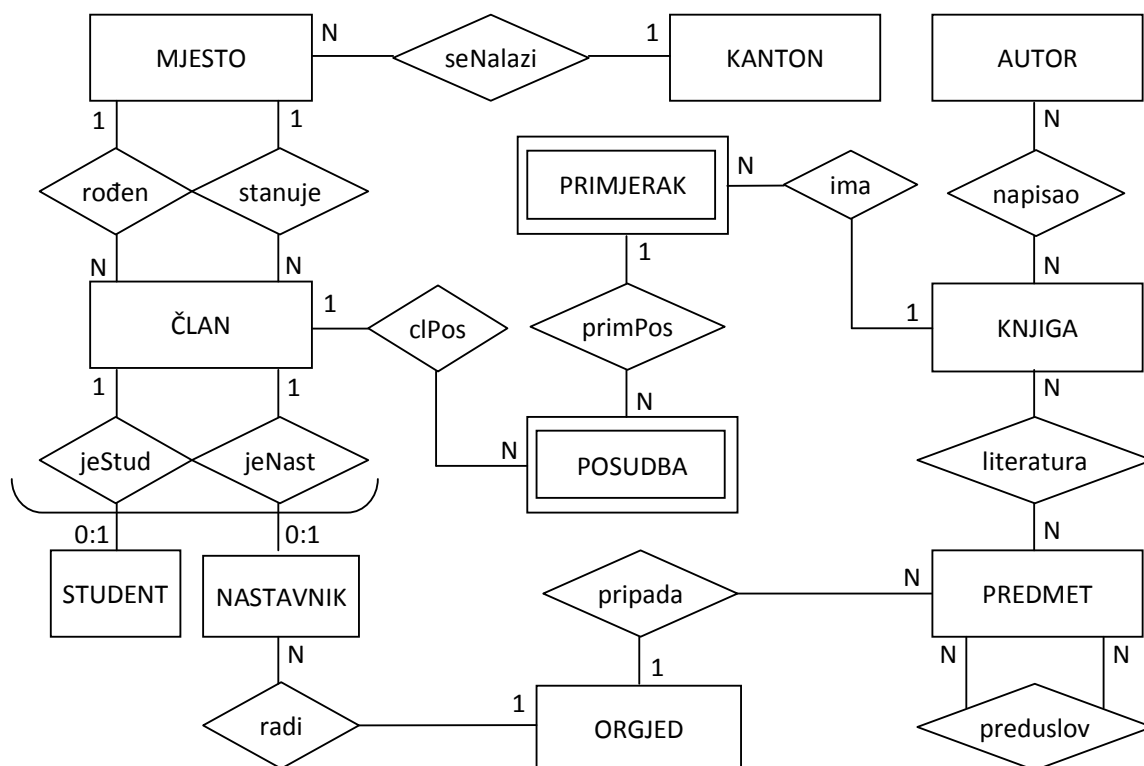 MJESTO N seNalazi 1 KANTON AUTOR
1 1 N
rođen stanuje PRIMJERAK N ima napisao
N N 1 N
ČLAN 1 clPos primPos 1 KNJIGA
1 1 N N
jeStud jeNast N POSUDBA literatura
0:1 0:1 N
STUDENT NASTAVNIK pripada N PREDMET
N 1 N N
radi 1 ORGJED preduslov